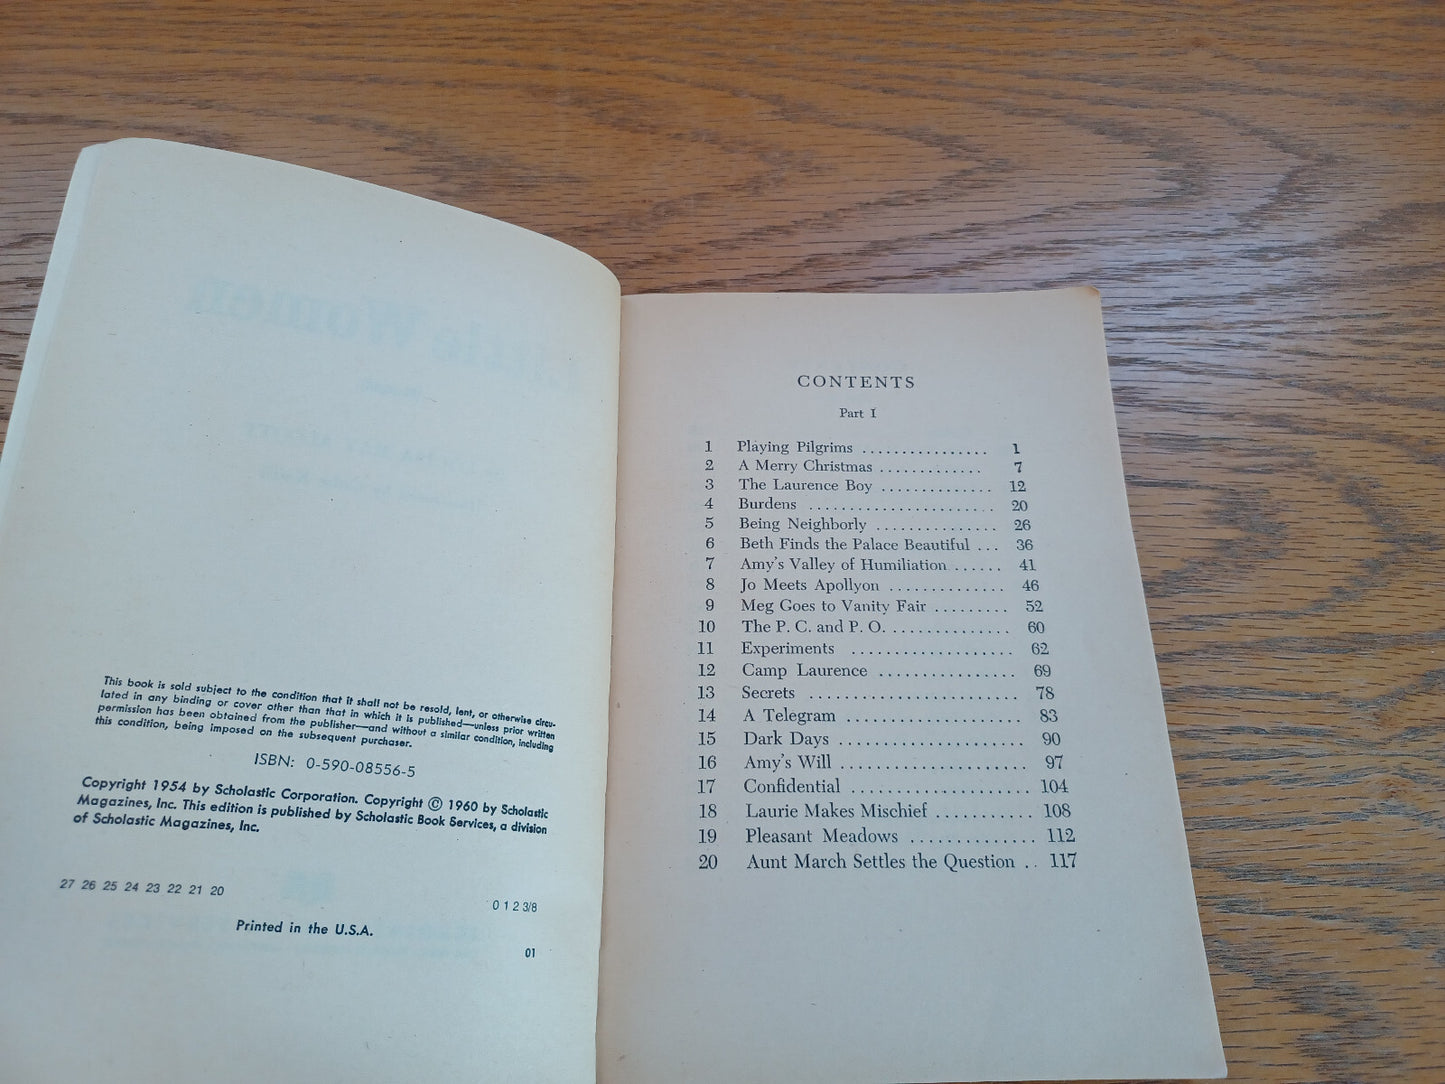 This book is sold subject to the condition that it shall not be resold, lent, or otherwise circu-
lated in any binding or cover other than that in which it is published—unless prior written
permission has been obtained from the publisher—and without a similar condition, including
this condition, being imposed on the subsequent purchaser.
ISBN: 0-590-08556-5
Copyright 1954 by Scholastic Corporation. Copyright © 1960 by Scholastic
Magazines, Inc. This edition is published by Scholastic Book Services, a division
of Scholastic Magazines, Inc.
27 26 25 24 23 22 21 20
0 1 2 3/8
Printed in the U.S.A.
01
CONTENTS
Part I
1 Playing Pilgrims ................ 1
2 A Merry Christmas ............. 7
3 The Laurence Boy .............. 12
4 Burdens ........................ 20
5 Being Neighborly ............... 26
6 Beth Finds the Palace Beautiful ... 36
7 Amy's Valley of Humiliation ...... 41
8 Jo Meets Apollyon .............. 46
9 Meg Goes to Vanity Fair ......... 52
10 The P. C. and P. O. .............. 60
11 Experiments ................... 62
12 Camp Laurence ................ 69
13 Secrets ........................ 78
14 A Telegram .................... 83
15 Dark Days ..................... 90
16 Amy's Will ..................... 97
17 Confidential ................... 104
18 Laurie Makes Mischief ........... 108
19 Pleasant Meadows .............. 112
20 Aunt March Settles the Question .. 117